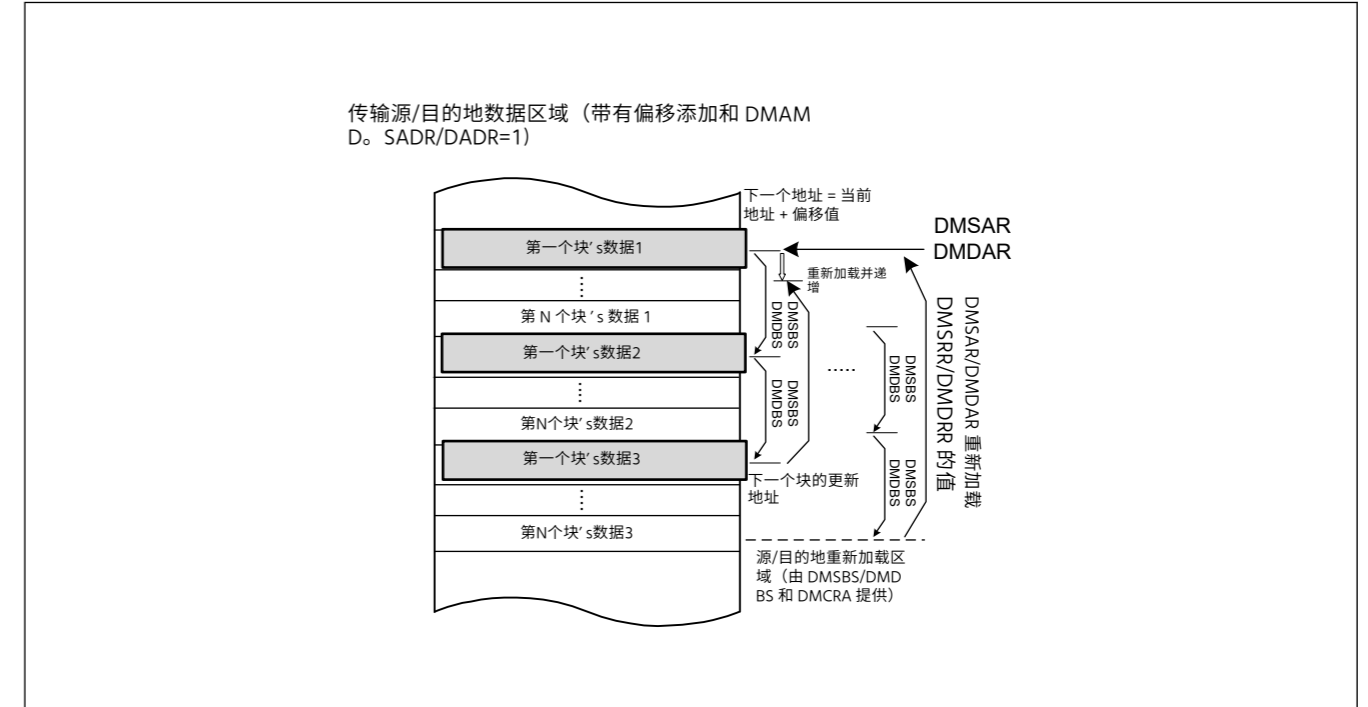 传输源/目的地数据区域（带有偏移添加和 DMAM
D。SADR/DADR=1）
下一个地址 = 当前
地址 + 偏移值
DMSAR
DMDAR
第一个块’ s数据1
重新加载并递
增
⋮
第 N 个块 ’ s 数据 1
DMSBS
DMDBS
第一个块’ s数据2
.....
DMSBS
DMDBS
DMSAR/DMDAR 重新加载
DMSRR/DMDRR 的值
⋮
DMSBS
DMDBS
第N个块’ s数据2
第一个块’ s数据3
DMSBS
DMDBS
下一个块的更新
地址
⋮
第N个块’ s数据3
源/目的地重新加载区
域（由 DMSBS/DMD
BS 和 DMCRA 提供）